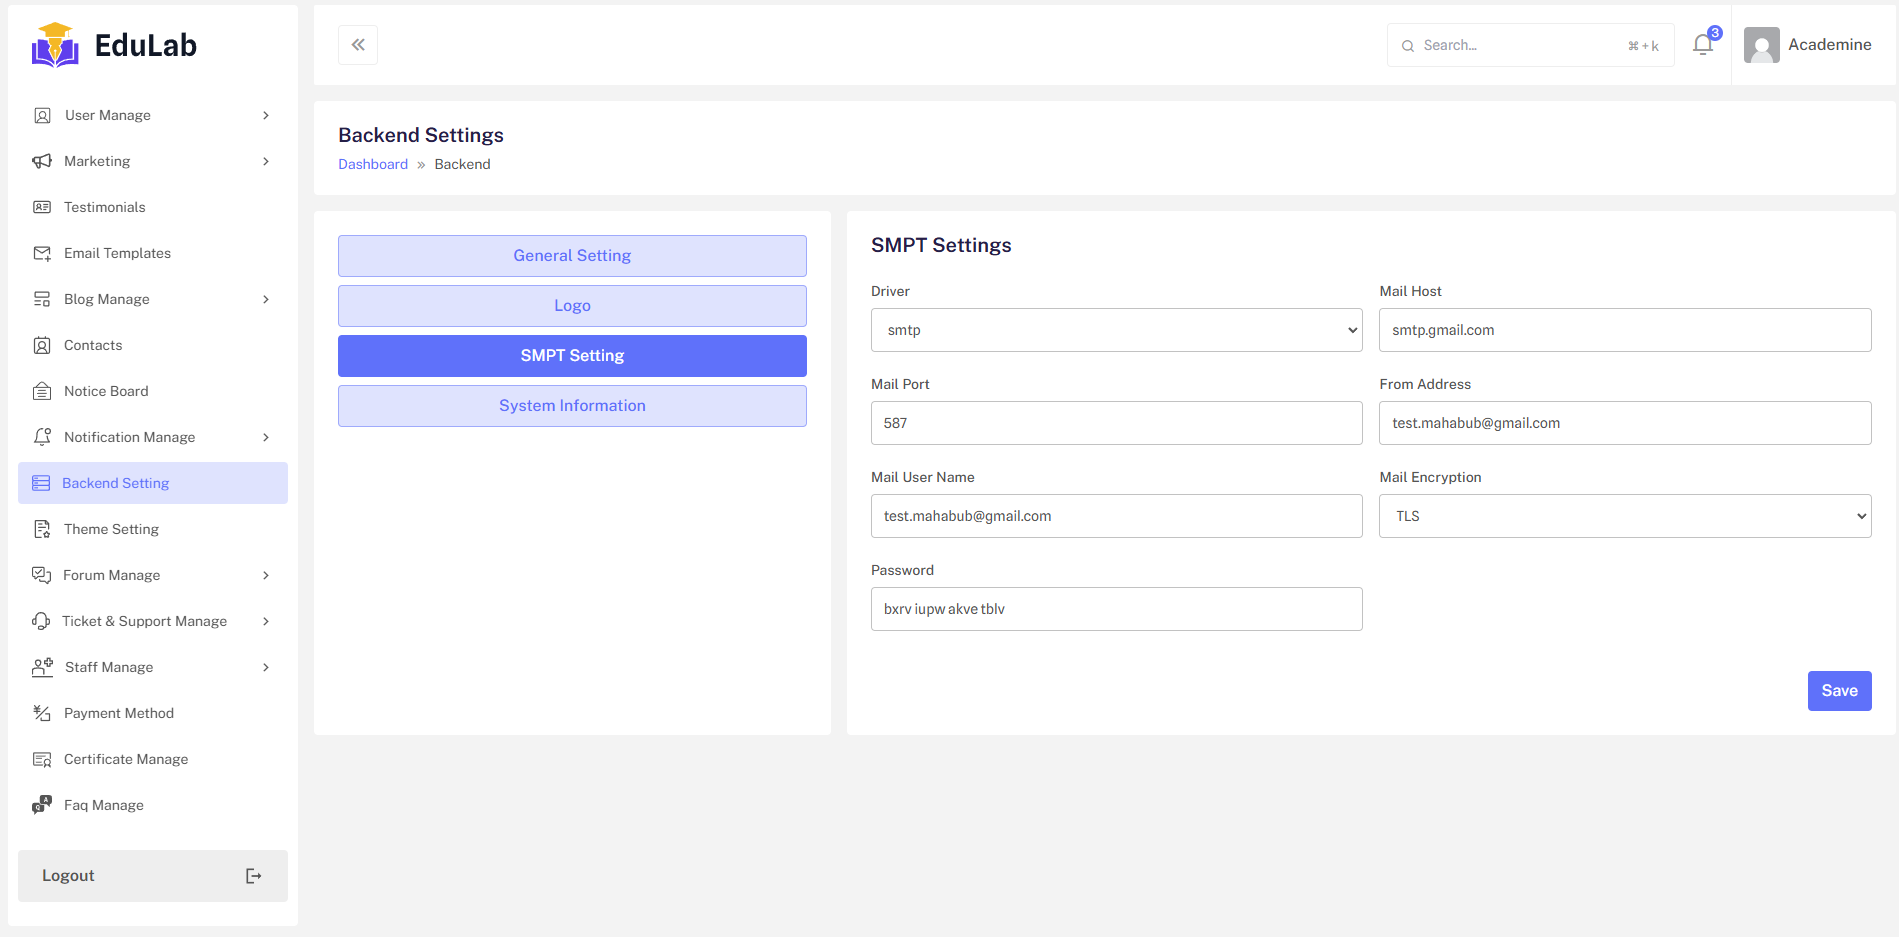 EduLab
User Manage
Marketing
Testimonials
Email Templates
Blog Manage
Contacts
Notice Board
Notification Manage
Backend Setting
Theme Setting
Forum Manage
Ticket & Support Manage
Staff Manage
Payment Method
Certificate Manage
Faq Manage
Logout
Search... ⌘ + k
3
Academine
Backend Settings
Dashboard » Backend
General Setting
Logo
SMPT Setting
System Information
SMPT Settings
Driver
smtp
Mail Host
smtp.gmail.com
Mail Port
587
From Address
test.mahabub@gmail.com
Mail User Name
test.mahabub@gmail.com
Mail Encryption
TLS
Password
bxrv iupw akve tblv
Save